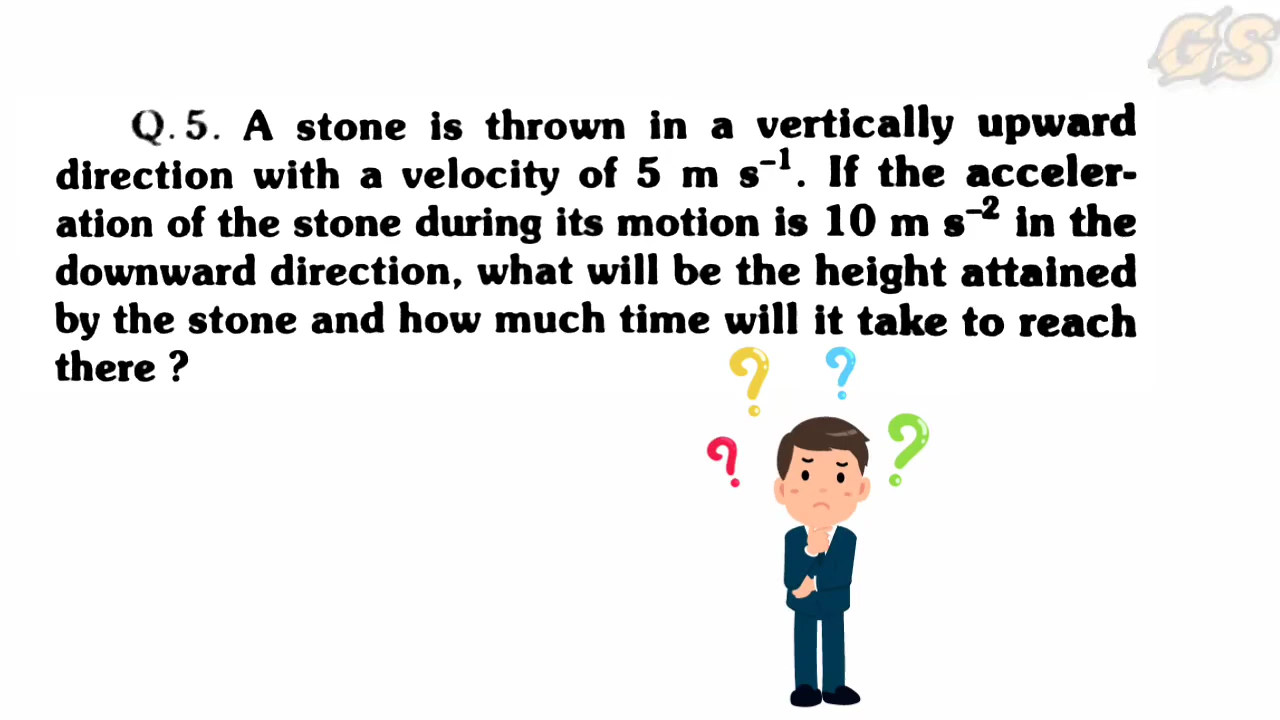 GS
Q. 5. A stone is thrown in a vertically upward
direction with a velocity of 5 m s⁻¹. If the acceler-
ation of the stone during its motion is 10 m s⁻² in the
downward direction, what will be the height attained
by the stone and how much time will it take to reach
there ?
? ?
? ?